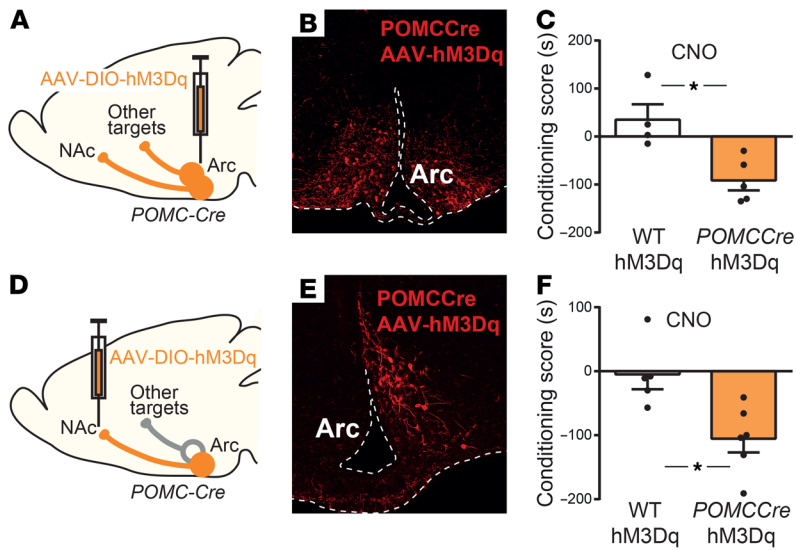 A
AAV-DIO-hM3Dq
Other
targets
NAc
Arc
POMC-Cre
B
POMCCre
AAV-hM3Dq
Arc
C
Conditioning score (s)
200
100
0
−100
−200
CNO
*
WT
hM3Dq
POMCCre
hM3Dq
D
AAV-DIO-hM3Dq
Other
targets
NAc
Arc
POMC-Cre
E
POMCCre
AAV-hM3Dq
Arc
F
Conditioning score (s)
100
0
−100
−200
CNO
*
WT
hM3Dq
POMCCre
hM3Dq